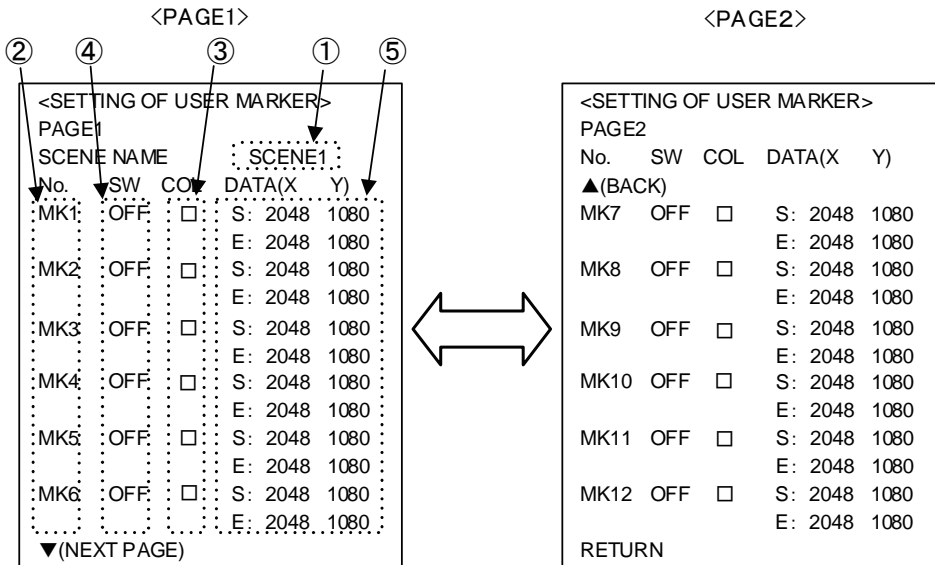 <PAGE1>
② ④ ③ ① ⑤
<SETTING OF USER MARKER>
PAGE1
SCENE NAME SCENE1
No. SW COL DATA(X Y)
MK1 OFF □ S: 2048 1080
E: 2048 1080
MK2 OFF □ S: 2048 1080
E: 2048 1080
MK3 OFF □ S: 2048 1080
E: 2048 1080
MK4 OFF □ S: 2048 1080
E: 2048 1080
MK5 OFF □ S: 2048 1080
E: 2048 1080
MK6 OFF □ S: 2048 1080
E: 2048 1080
▼(NEXT PAGE)
<PAGE2>
<SETTING OF USER MARKER>
PAGE2
No. SW COL DATA(X Y)
▲(BACK)
MK7 OFF □ S: 2048 1080
E: 2048 1080
MK8 OFF □ S: 2048 1080
E: 2048 1080
MK9 OFF □ S: 2048 1080
E: 2048 1080
MK10 OFF □ S: 2048 1080
E: 2048 1080
MK11 OFF □ S: 2048 1080
E: 2048 1080
MK12 OFF □ S: 2048 1080
E: 2048 1080
RETURN